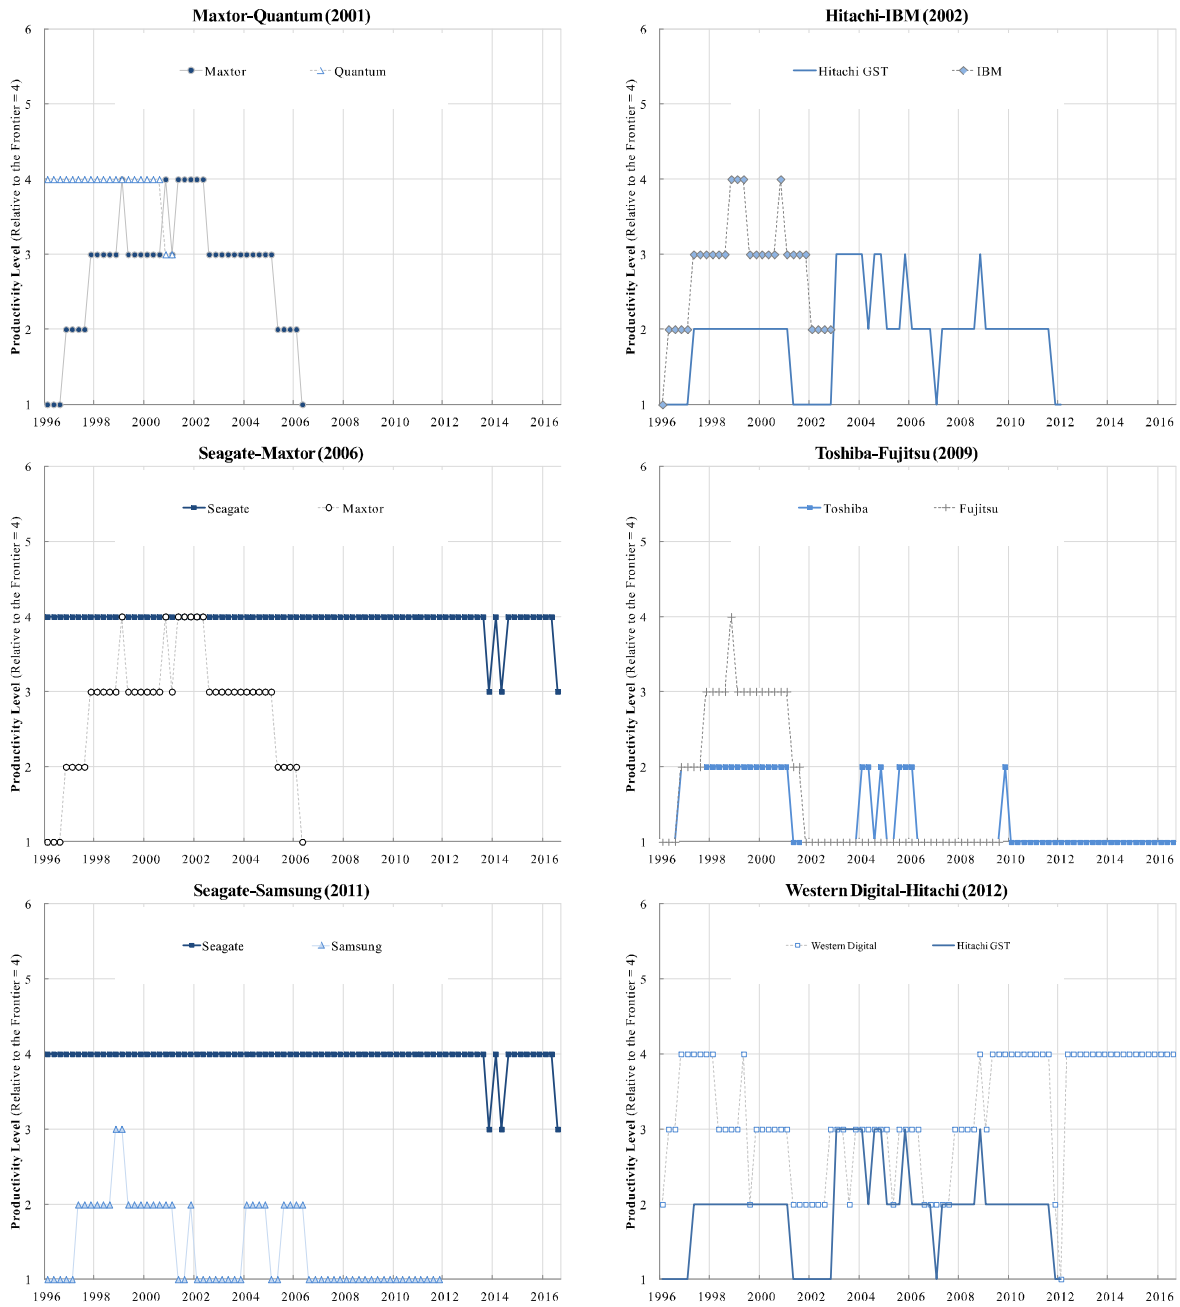 Maxtor-Quantum (2001)
Productivity Level (Relative to the Frontier = 4)
Maxtor
Quantum
6
5
4
3
2
1
1996 1998 2000 2002 2004 2006 2008 2010 2012 2014 2016
Hitachi-IBM (2002)
Productivity Level (Relative to the Frontier = 4)
Hitachi GST
IBM
6
5
4
3
2
1
1996 1998 2000 2002 2004 2006 2008 2010 2012 2014 2016
Seagate-Maxtor (2006)
Productivity Level (Relative to the Frontier = 4)
Seagate
Maxtor
6
5
4
3
2
1
1996 1998 2000 2002 2004 2006 2008 2010 2012 2014 2016
Toshiba-Fujitsu (2009)
Productivity Level (Relative to the Frontier = 4)
Toshiba
Fujitsu
6
5
4
3
2
1
1996 1998 2000 2002 2004 2006 2008 2010 2012 2014 2016
Seagate-Samsung (2011)
Productivity Level (Relative to the Frontier = 4)
Seagate
Samsung
6
5
4
3
2
1
1996 1998 2000 2002 2004 2006 2008 2010 2012 2014 2016
Western Digital-Hitachi (2012)
Productivity Level (Relative to the Frontier = 4)
Western Digital
Hitachi GST
6
5
4
3
2
1
1996 1998 2000 2002 2004 2006 2008 2010 2012 2014 2016